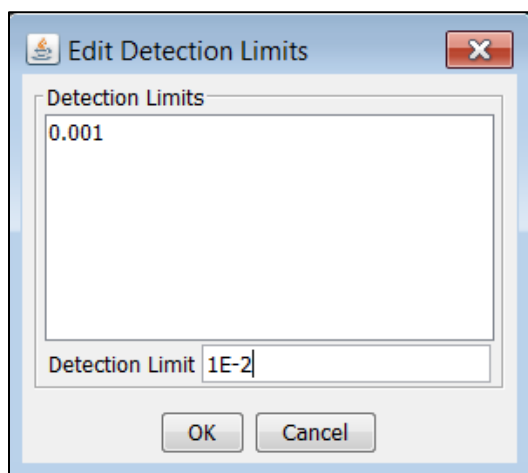 Edit Detection Limits
Detection Limits
0.001
Detection Limit 1E-2
OK Cancel